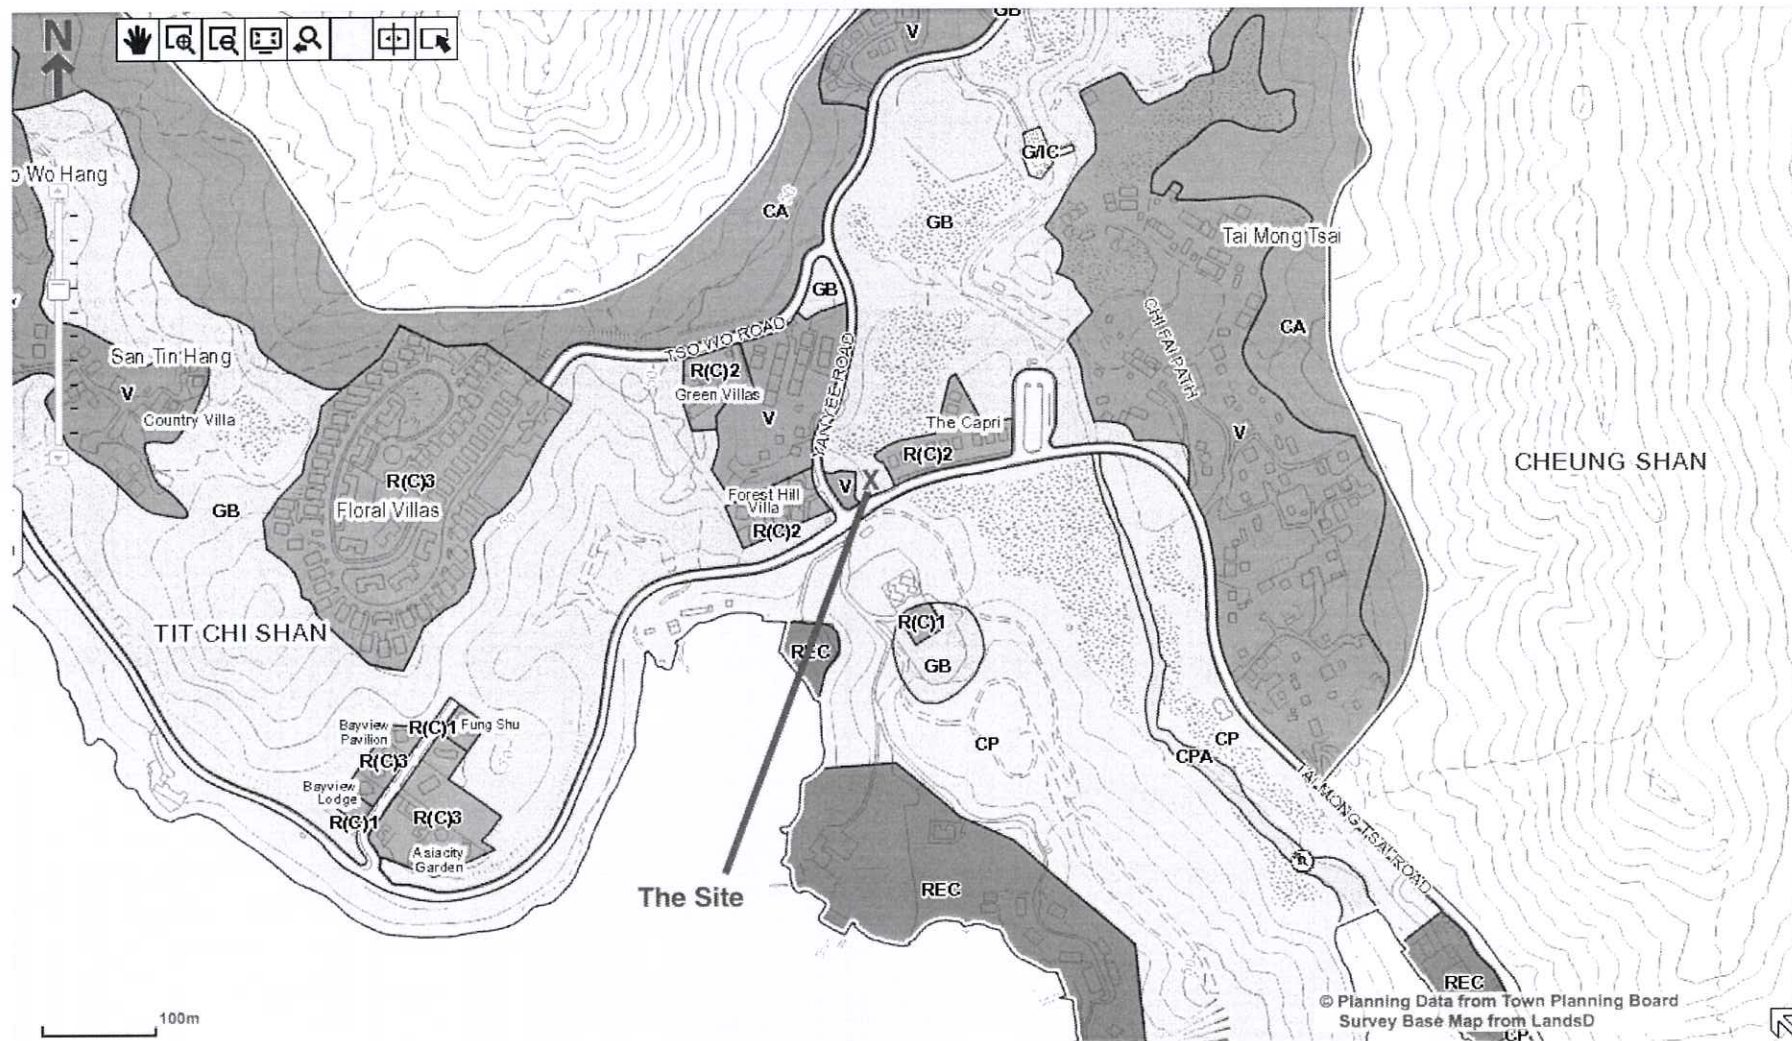 N
GB
V
G/IC
o Wo Hang
CA
GB
Tai Mong Tsai
GB
CHI FAI PATH
CA
TSO WO ROAD
San Tin Hang
R(C)2
Green Villas
YAN YEE ROAD
V
Country Villa
V
The Capri
V
R(C)2
CHEUNG SHAN
R(C)3
Floral Villas
GB
V
X
Forest Hill
Villa
R(C)2
R(C)1
TIT CHI SHAN
REC
GB
Bayview
Pavilion
R(C)1
Fung Shu
CP
CP
R(C)3
CPA
TAI MONG TSAI ROAD
Bayview
Lodge
R(C)1
R(C)3
Asiacity
Garden
The Site
REC
REC
© Planning Data from Town Planning Board
Survey Base Map from LandsD
100m
CP